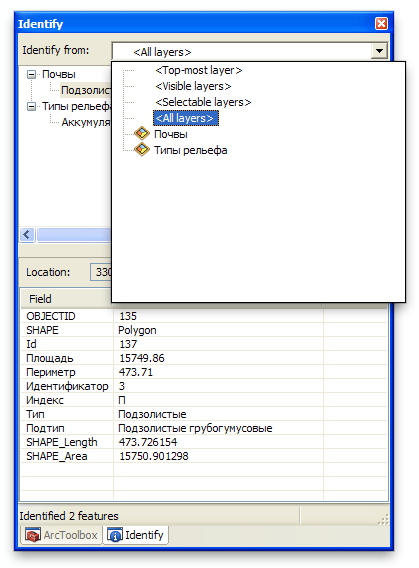 Identify
Identify from: <All layers>
<Top-most layer>
<Visible layers>
<Selectable layers>
<All layers>
Почвы
Типы рельефа
Почвы
Подзолист
Типы рельефа
Аккумуля
Location: 330
Field
OBJECTID 135
SHAPE Polygon
Id 137
Площадь 15749.86
Периметр 473.71
Идентификатор 3
Индекс П
Тип Подзолистые
Подтип Подзолистые грубогумусовые
SHAPE_Length 473.726154
SHAPE_Area 15750.901298
Identified 2 features
ArcToolbox Identify